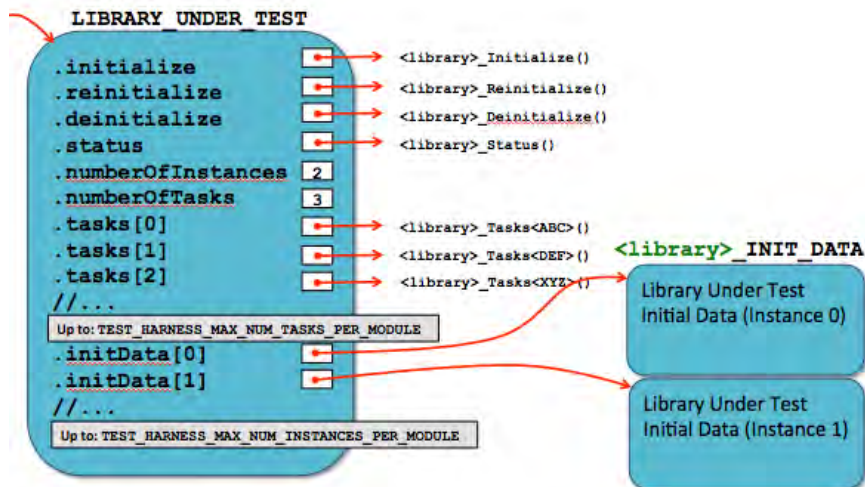 LIBRARY_UNDER_TEST
.initialize
<library>_Initialize()
.reinitialize
<library>_Reinitialize()
.deinitialize
<library>_Deinitialize()
.status
<library>_Status()
.numberOfInstances 2
.numberOfTasks 3
.tasks[0]
<library>_Tasks<ABC>()
.tasks[1]
<library>_Tasks<DEF>()
.tasks[2]
<library>_Tasks<XYZ>()
//...
Up to: TEST_HARNESS_MAX_NUM_TASKS_PER_MODULE
.initData[0]
.initData[1]
//...
Up to: TEST_HARNESS_MAX_NUM_INSTANCES_PER_MODULE
<library>_INIT_DATA
Library Under Test
Initial Data (Instance 0)
Library Under Test
Initial Data (Instance 1)